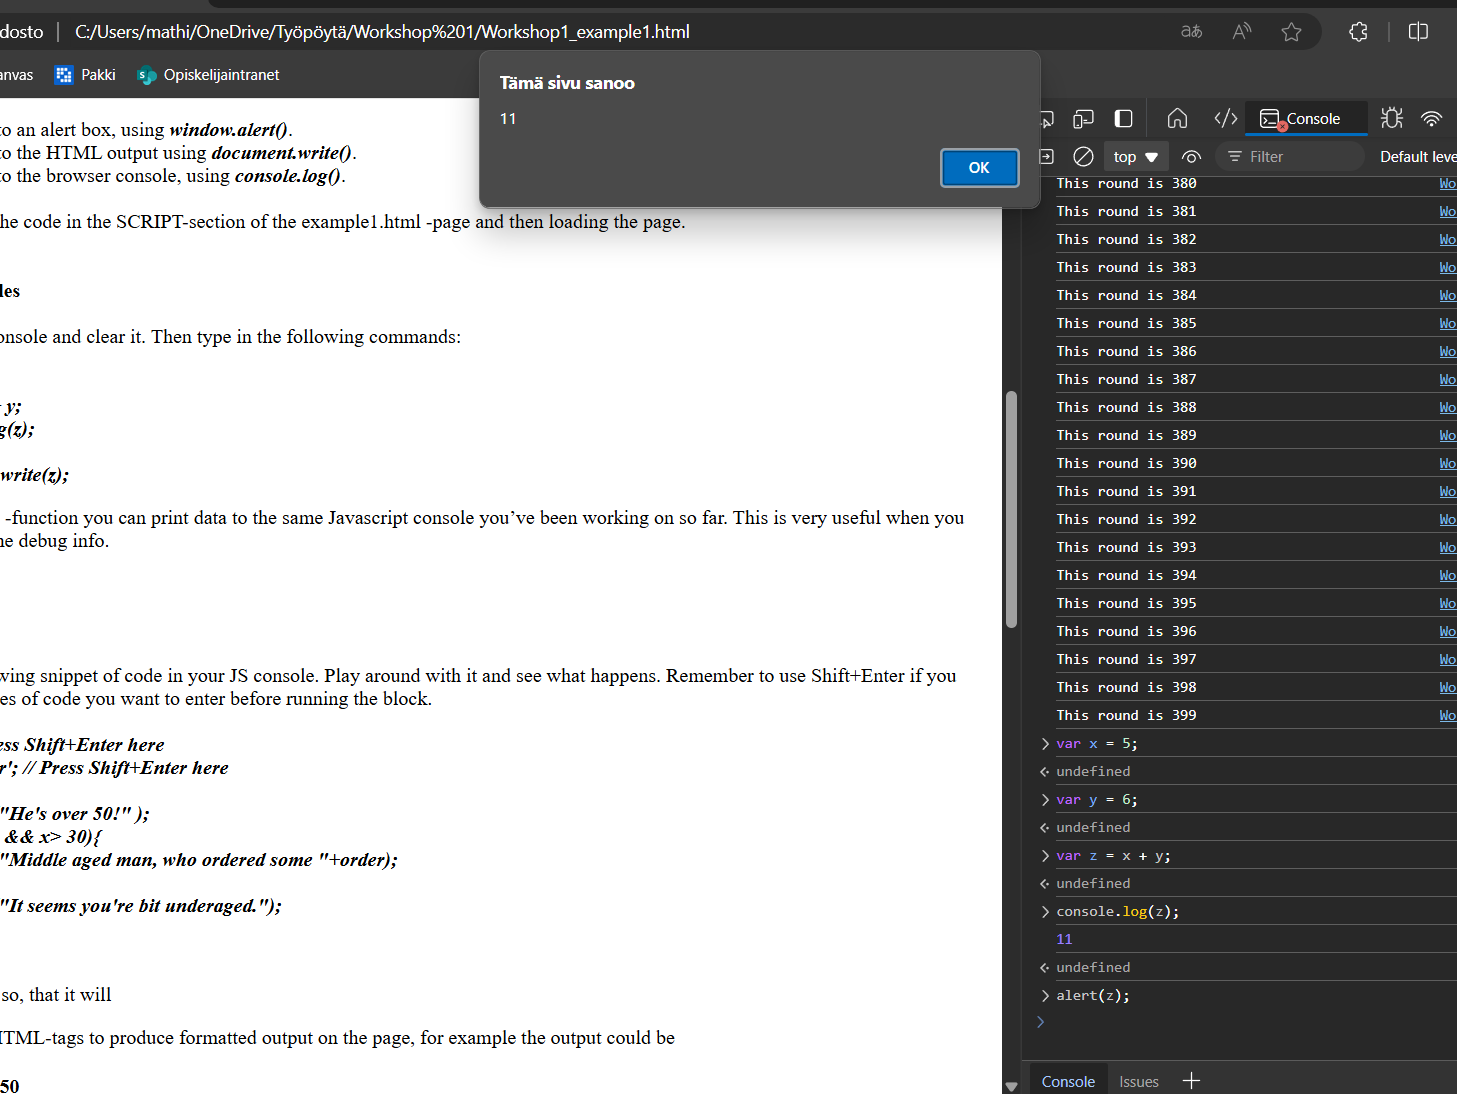 dosto | C:/Users/mathi/OneDrive/Työpöytä/Workshop%201/Workshop1_example1.html
Pakki
Opiskelijaintranet
Tämä sivu sanoo
11
OK
to an alert box, using window.alert().
to the HTML output using document.write().
to the browser console, using console.log().
he code in the SCRIPT-section of the example1.html -page and then loading the page.
les
onsole and clear it. Then type in the following commands:
y;
g(z);
write(z);
-function you can print data to the same Javascript console you’ve been working on so far. This is very useful when you
ne debug info.
wing snippet of code in your JS console. Play around with it and see what happens. Remember to use Shift+Enter if you
es of code you want to enter before running the block.
ess Shift+Enter here
r'; // Press Shift+Enter here
"He's over 50!" );
&& x> 30){
"Middle aged man, who ordered some "+order);
"It seems you're bit underaged.");
so, that it will
HTML-tags to produce formatted output on the page, for example the output could be
50
Console
top
Filter
Default leve
This round is 380 Wo
This round is 381 Wo
This round is 382 Wo
This round is 383 Wo
This round is 384 Wo
This round is 385 Wo
This round is 386 Wo
This round is 387 Wo
This round is 388 Wo
This round is 389 Wo
This round is 390 Wo
This round is 391 Wo
This round is 392 Wo
This round is 393 Wo
This round is 394 Wo
This round is 395 Wo
This round is 396 Wo
This round is 397 Wo
This round is 398 Wo
This round is 399 Wo
var x = 5;
undefined
var y = 6;
undefined
var z = x + y;
undefined
console.log(z);
11
undefined
alert(z);
Console
Issues